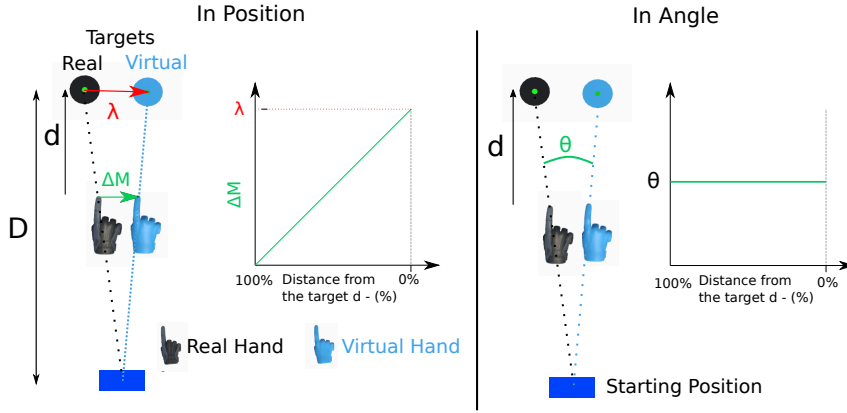 In Position
Targets
Real
Virtual
λ
d
ΔM
D
λ
ΔM
100%
0%
Distance from
the target d - (%)
Real Hand
Virtual Hand
In Angle
d
θ
θ
100%
0%
Distance from
the target d - (%)
Starting Position